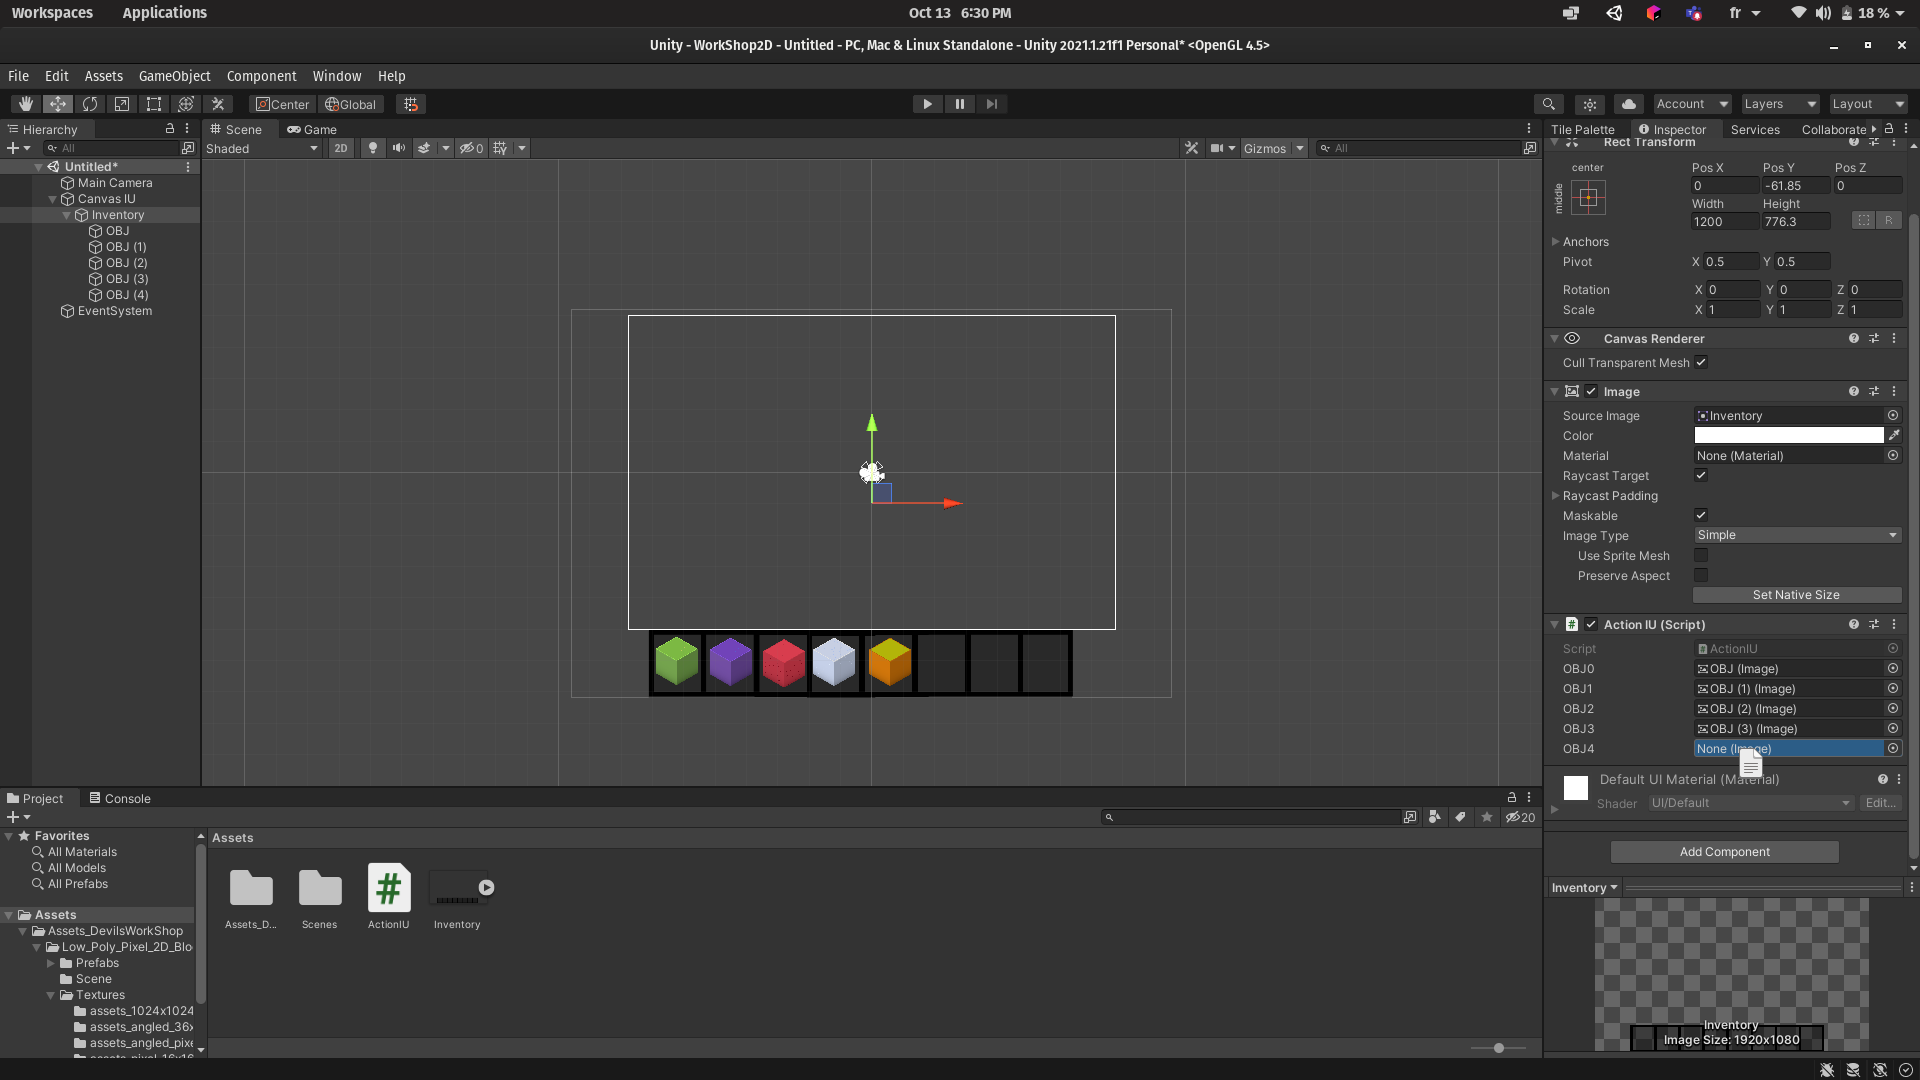 Workspaces Applications Oct 13 6:30 PM fr 18 %
Unity - WorkShop2D - Untitled - PC, Mac & Linux Standalone - Unity 2021.1.21f1 Personal* <OpenGL 4.5>
File Edit Assets GameObject Component Window Help
Center Global Account Layers Layout
Hierarchy
All
Untitled*
Main Camera
Canvas IU
Inventory
OBJ
OBJ (1)
OBJ (2)
OBJ (3)
OBJ (4)
EventSystem
Scene Game
Shaded 2D 0 Gizmos All
Tile Palette Inspector Services Collaborate
Rect Transform
center
middle
Pos X Pos Y Pos Z
0 -61.85 0
Width Height
1200 776.3 R
Anchors
Pivot X 0.5 Y 0.5
Rotation X 0 Y 0 Z 0
Scale X 1 Y 1 Z 1
Canvas Renderer
Cull Transparent Mesh
Image
Source Image Inventory
Color
Material None (Material)
Raycast Target
Raycast Padding
Maskable
Image Type Simple
Use Sprite Mesh
Preserve Aspect
Set Native Size
# Action IU (Script)
Script ActionIU
OBJ0 OBJ (Image)
OBJ1 OBJ (1) (Image)
OBJ2 OBJ (2) (Image)
OBJ3 OBJ (3) (Image)
OBJ4 None (Image)
Default UI Material (Material)
Shader UI/Default Edit...
Add Component
Inventory
Inventory
Image Size: 1920x1080
Project Console
20
Favorites
All Materials
All Models
All Prefabs
Assets
Assets_DevilsWorkShop
Low_Poly_Pixel_2D_Blo
Prefabs
Scene
Textures
assets_1024x1024
assets_angled_36x
assets_angled_pixe
assets_pixel_16x16
Assets
#
Assets_D... Scenes ActionIU Inventory